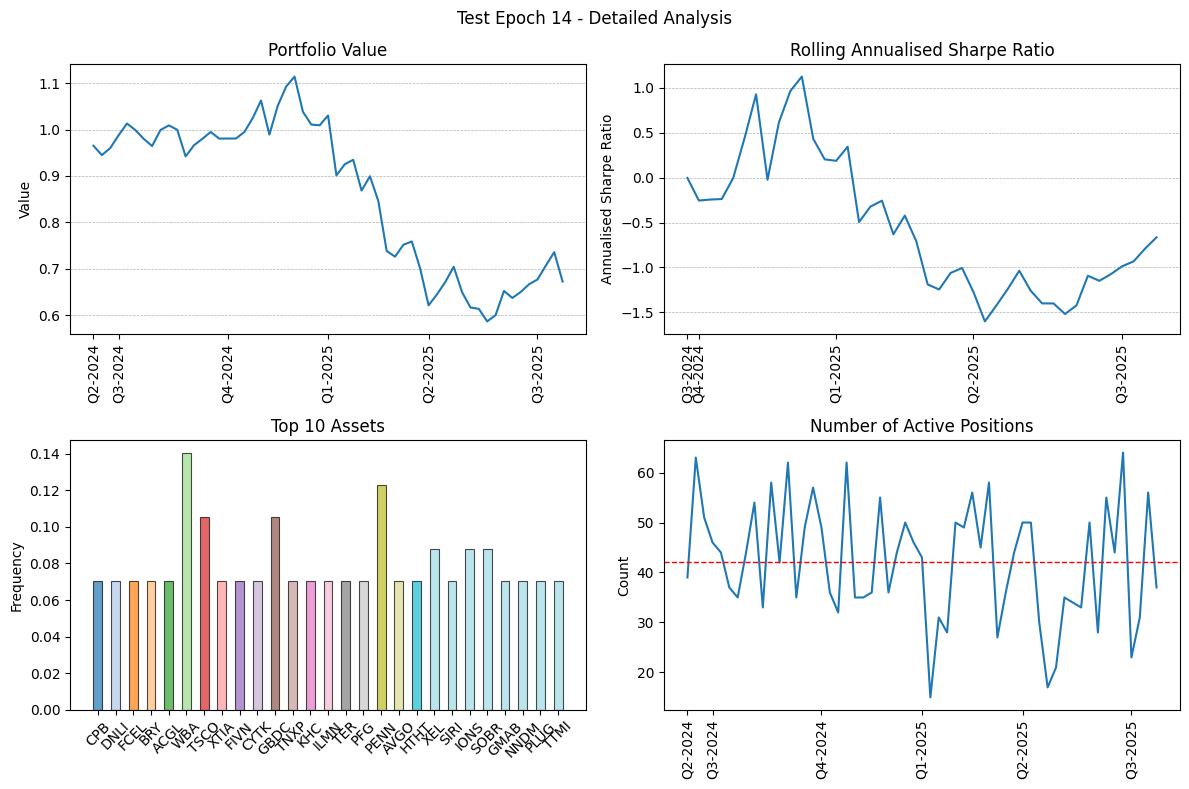 Test Epoch 14 - Detailed Analysis
Portfolio Value
Value
1.1
1.0
0.9
0.8
0.7
0.6
Q2-2024
Q3-2024
Q4-2024
Q1-2025
Q2-2025
Q3-2025
Rolling Annualised Sharpe Ratio
Annualised Sharpe Ratio
1.0
0.5
0.0
−0.5
−1.0
−1.5
Q3-2024
Q4-2024
Q1-2025
Q2-2025
Q3-2025
Top 10 Assets
Frequency
0.14
0.12
0.10
0.08
0.06
0.04
0.02
0.00
CPB
DNLI
FCEL
BRY
ACGL
WBA
TSCO
XTIA
FIVN
CYTK
GBDC
TNXP
KHC
ILMN
TER
PFG
PENN
AVGO
HTHT
XEL
SIRI
IONS
SOBR
GMAB
NNDM
PLUG
TTMI
Number of Active Positions
Count
60
50
40
30
20
Q2-2024
Q3-2024
Q4-2024
Q1-2025
Q2-2025
Q3-2025